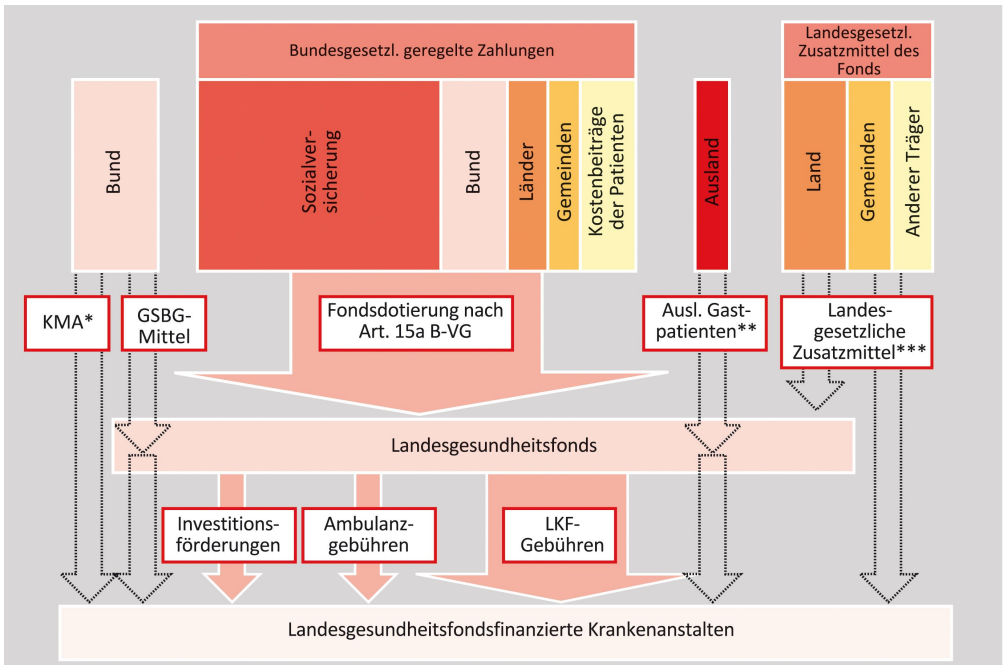 Bundesgesetzl. geregelte Zahlungen
Landesgesetzl.
Zusatzmittel des
Fonds
Bund
Sozialver-
sicherung
Bund
Länder
Gemeinden
Kostenbeiträge
der Patienten
Ausland
Land
Gemeinden
Anderer Träger
KMA*
GSBG-
Mittel
Fondsdotierung nach
Art. 15a B-VG
Ausl. Gast-
patienten**
Landes-
gesetzliche
Zusatzmittel***
Landesgesundheitsfonds
Investitions-
förderungen
Ambulanz-
gebühren
LKF-
Gebühren
Landesgesundheitsfondsfinanzierte Krankenanstalten